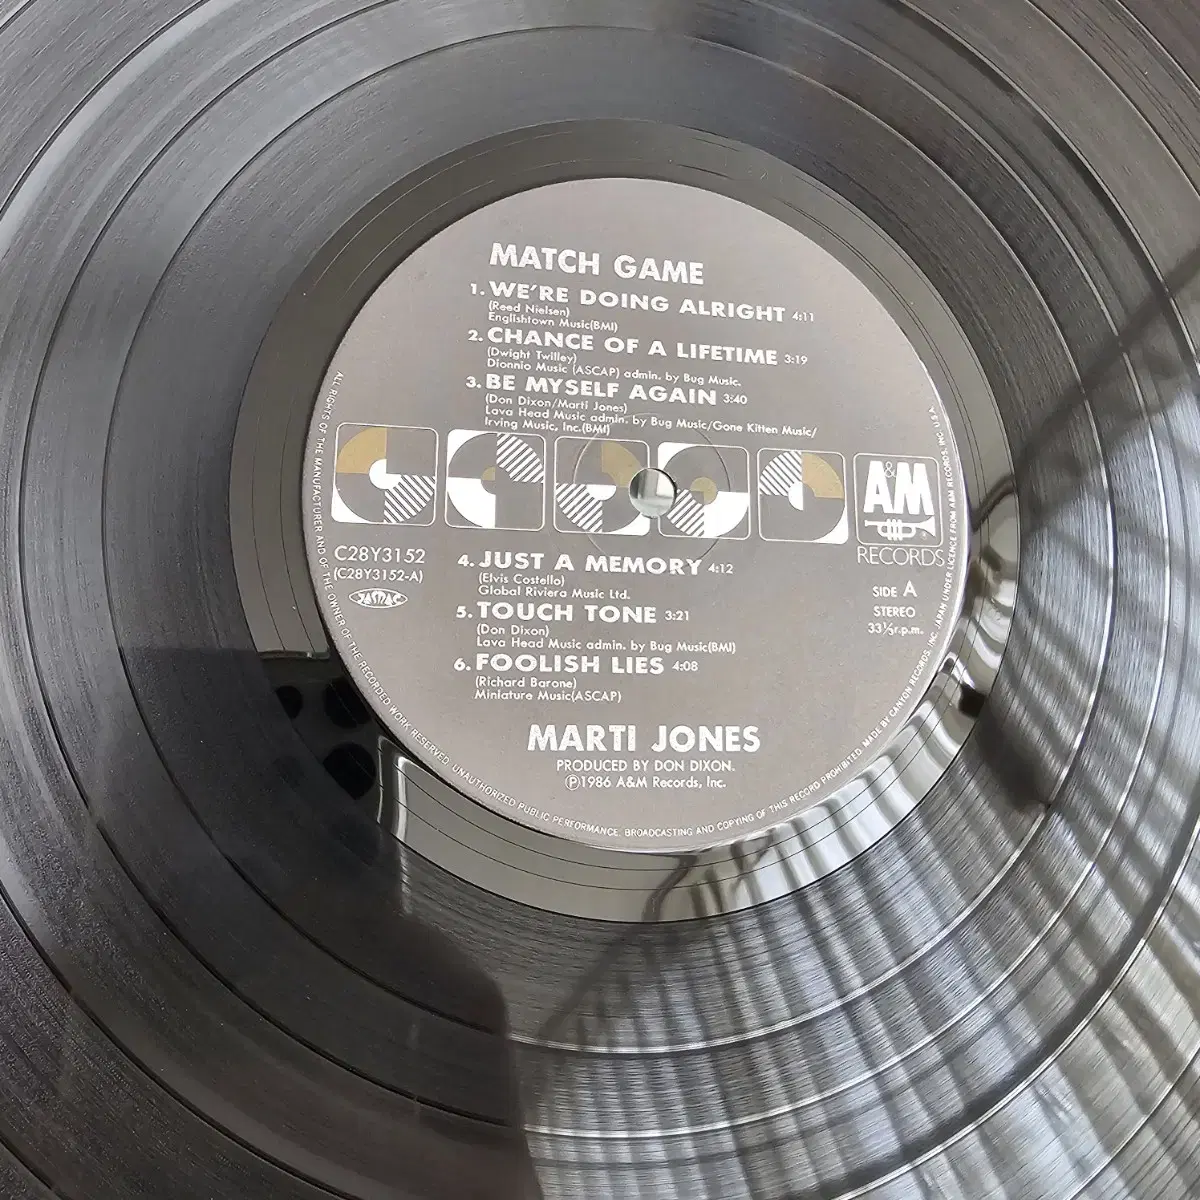 MATCH GAME
1. WE'RE DOING ALRIGHT 4:11
(Reed Nielsen)
Englishtown Music(BMI)
2. CHANCE OF A LIFETIME 3:19
(Dwight Twilley)
Dionnio Music (ASCAP) admin. by Bug Music.
3. BE MYSELF AGAIN 3:40
(Don Dixon/Marti Jones)
Lava Head Music admin. by Bug Music/Gone Kitten Music/
Irving Music, Inc.(BMI)
A&M
RECORDS
C28Y3152
(C28Y3152-A)
SIDE A
STEREO
33⅓r.p.m.
4. JUST A MEMORY 4:12
(Elvis Costello)
Global Riviera Music Ltd.
5. TOUCH TONE 3:21
(Don Dixon)
Lava Head Music admin. by Bug Music(BMI)
6. FOOLISH LIES 4:08
(Richard Barone)
Miniature Music(ASCAP)
MARTI JONES
PRODUCED BY DON DIXON.
Ⓟ1986 A&M Records, Inc.
ALL RIGHTS OF THE MANUFACTURER AND OF THE OWNER OF THE RECORDED WORK RESERVED. UNAUTHORIZED PUBLIC PERFORMANCE, BROADCASTING AND COPYING OF THIS RECORD PROHIBITED. MADE BY CANYON RECORDS, INC. JAPAN UNDER LICENCE FROM A&M RECORDS, INC. U.S.A.